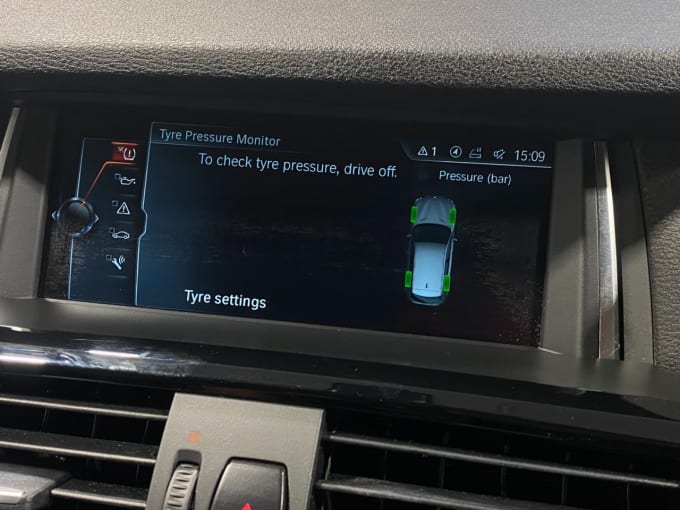 Tyre Pressure Monitor
1 15:09
To check tyre pressure, drive off.
Pressure (bar)
Tyre settings